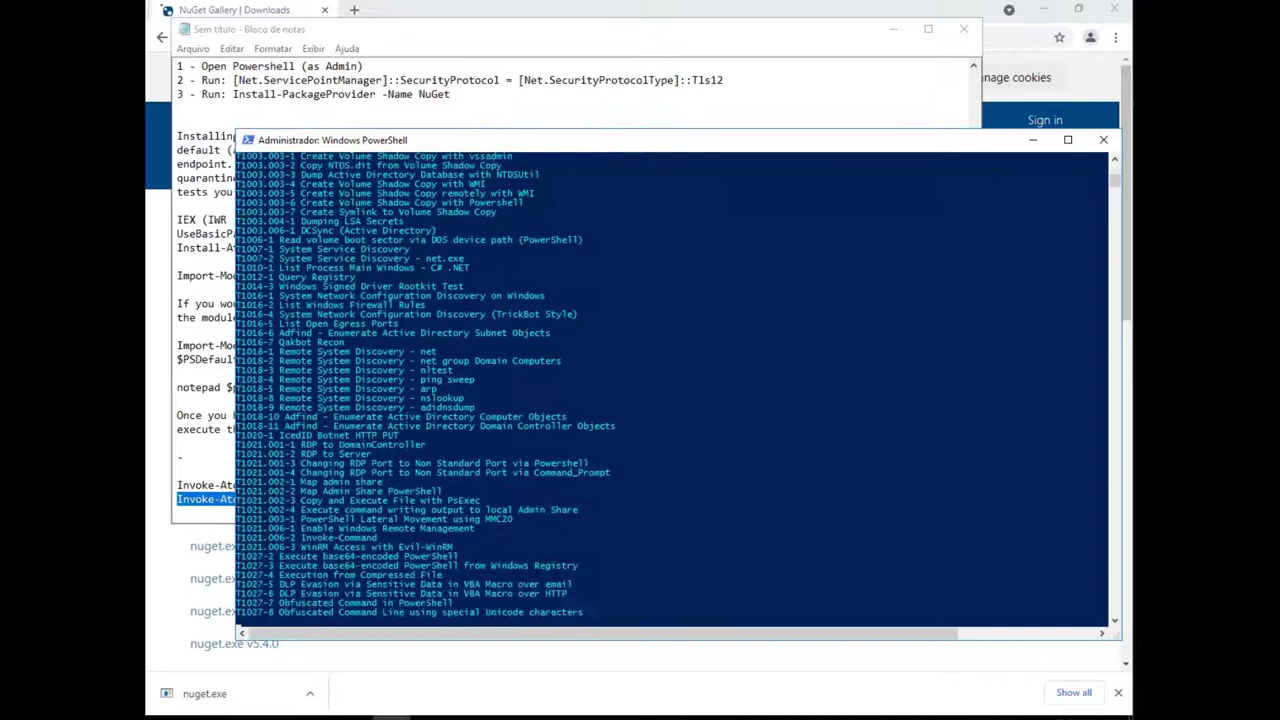 NuGet Gallery | Downloads
Sem título - Bloco de notas
Arquivo Editar Formatar Exibir Ajuda
1 - Open Powershell (as Admin)
2 - Run: [Net.ServicePointManager]::SecurityProtocol = [Net.SecurityProtocolType]::Tls12
3 - Run: Install-PackageProvider -Name NuGet
nage cookies
Sign in
Installing
default (
endpoint.
quarantin
tests you
IEX (IWR
UseBasicPa
Install-At
Import-Mod
If you wou
the module
Import-Mod
$PSDefaul
notepad $p
Once you h
execute th
-
Invoke-Ato
Invoke-Ato
Administrador: Windows PowerShell
T1003.003-1 Create Volume Shadow Copy with vssadmin
T1003.003-2 Copy NTDS.dit from Volume Shadow Copy
T1003.003-3 Dump Active Directory Database with NTDSUtil
T1003.003-4 Create Volume Shadow Copy with WMI
T1003.003-5 Create Volume Shadow Copy remotely with WMI
T1003.003-6 Create Volume Shadow Copy with Powershell
T1003.003-7 Create Symlink to Volume Shadow Copy
T1003.004-1 Dumping LSA Secrets
T1003.006-1 DCSync (Active Directory)
T1006-1 Read volume boot sector via DOS device path (PowerShell)
T1007-1 System Service Discovery
T1007-2 System Service Discovery - net.exe
T1010-1 List Process Main Windows - C# .NET
T1012-1 Query Registry
T1014-3 Windows Signed Driver Rootkit Test
T1016-1 System Network Configuration Discovery on Windows
T1016-2 List Windows Firewall Rules
T1016-4 System Network Configuration Discovery (TrickBot Style)
T1016-5 List Open Egress Ports
T1016-6 Adfind - Enumerate Active Directory Subnet Objects
T1016-7 Qakbot Recon
T1018-1 Remote System Discovery - net
T1018-2 Remote System Discovery - net group Domain Computers
T1018-3 Remote System Discovery - nltest
T1018-4 Remote System Discovery - ping sweep
T1018-5 Remote System Discovery - arp
T1018-8 Remote System Discovery - nslookup
T1018-9 Remote System Discovery - adidnsdump
T1018-10 Adfind - Enumerate Active Directory Computer Objects
T1018-11 Adfind - Enumerate Active Directory Domain Controller Objects
T1020-1 IcedID Botnet HTTP PUT
T1021.001-1 RDP to DomainController
T1021.001-2 RDP to Server
T1021.001-3 Changing RDP Port to Non Standard Port via Powershell
T1021.001-4 Changing RDP Port to Non Standard Port via Command_Prompt
T1021.002-1 Map admin share
T1021.002-2 Map Admin Share PowerShell
T1021.002-3 Copy and Execute File with PsExec
T1021.002-4 Execute command writing output to local Admin Share
T1021.003-1 PowerShell Lateral Movement using MMC20
T1021.006-1 Enable Windows Remote Management
T1021.006-2 Invoke-Command
T1021.006-3 WinRM Access with Evil-WinRM
T1027-2 Execute base64-encoded PowerShell
T1027-3 Execute base64-encoded PowerShell from Windows Registry
T1027-4 Execution from Compressed File
T1027-5 DLP Evasion via Sensitive Data in VBA Macro over email
T1027-6 DLP Evasion via Sensitive Data in VBA Macro over HTTP
T1027-7 Obfuscated Command in PowerShell
T1027-8 Obfuscated Command Line using special Unicode characters
nuget.ex
nuget.ex
nuget.ex
nuget.exe v5.4.0
nuget.exe
Show all